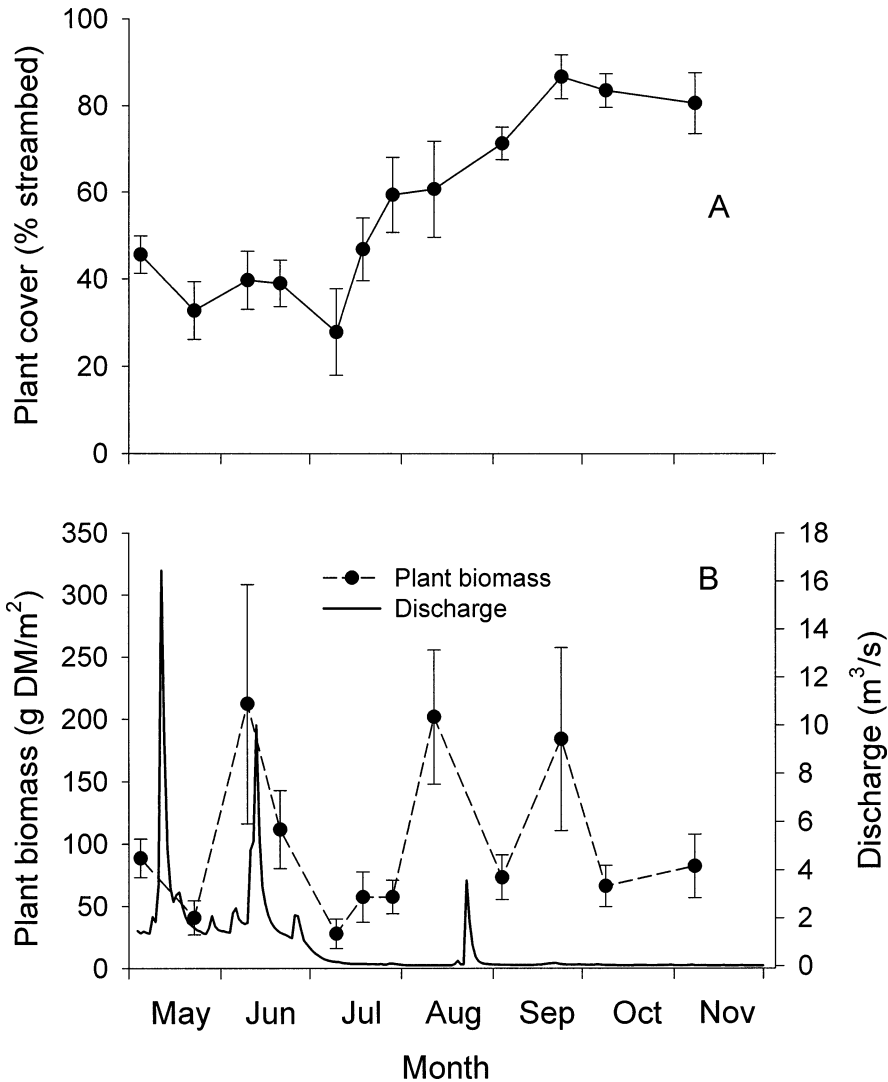 100
80
60
40
20
0
Plant cover (% streambed)
A
350
300
250
200
150
100
50
0
Plant biomass (g DM/m²)
Plant biomass
Discharge
B
18
16
14
12
10
8
6
4
2
0
Discharge (m³/s)
May Jun Jul Aug Sep Oct Nov
Month